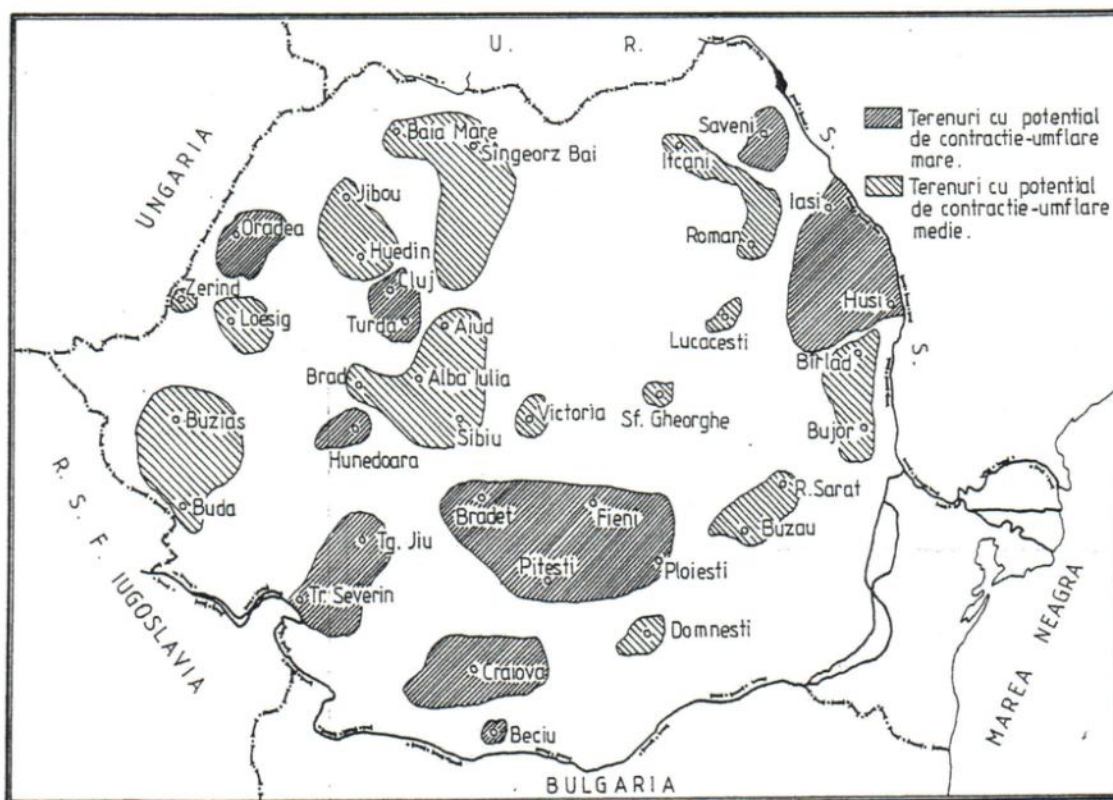 U. R.
S.
S.
UNGARIA
R. S. F. IUGOSLAVIA
BULGARIA
MAREA NEAGRA
Terenuri cu potential
de contractie-umflare
mare.
Terenuri cu potential
de contractie-umflare
medie.
Baia Mare
Singeorz Bai
Saveni
Itcani
Jibou
Iasi
Oradea
Roman
Huedin
Cluj
Zerind
Husi
Loesig
Turda
Aiud
Lucacesti
Birlad
Brad
Alba Iulia
Buzias
Victoria
Sf. Gheorghe
Sibiu
Bujor
Hunedoara
Buda
Bradet
Fieni
R.Sarat
Buzau
Tg. Jiu
Pitesti
Ploiesti
Tr. Severin
Domnesti
Craiova
Beciu